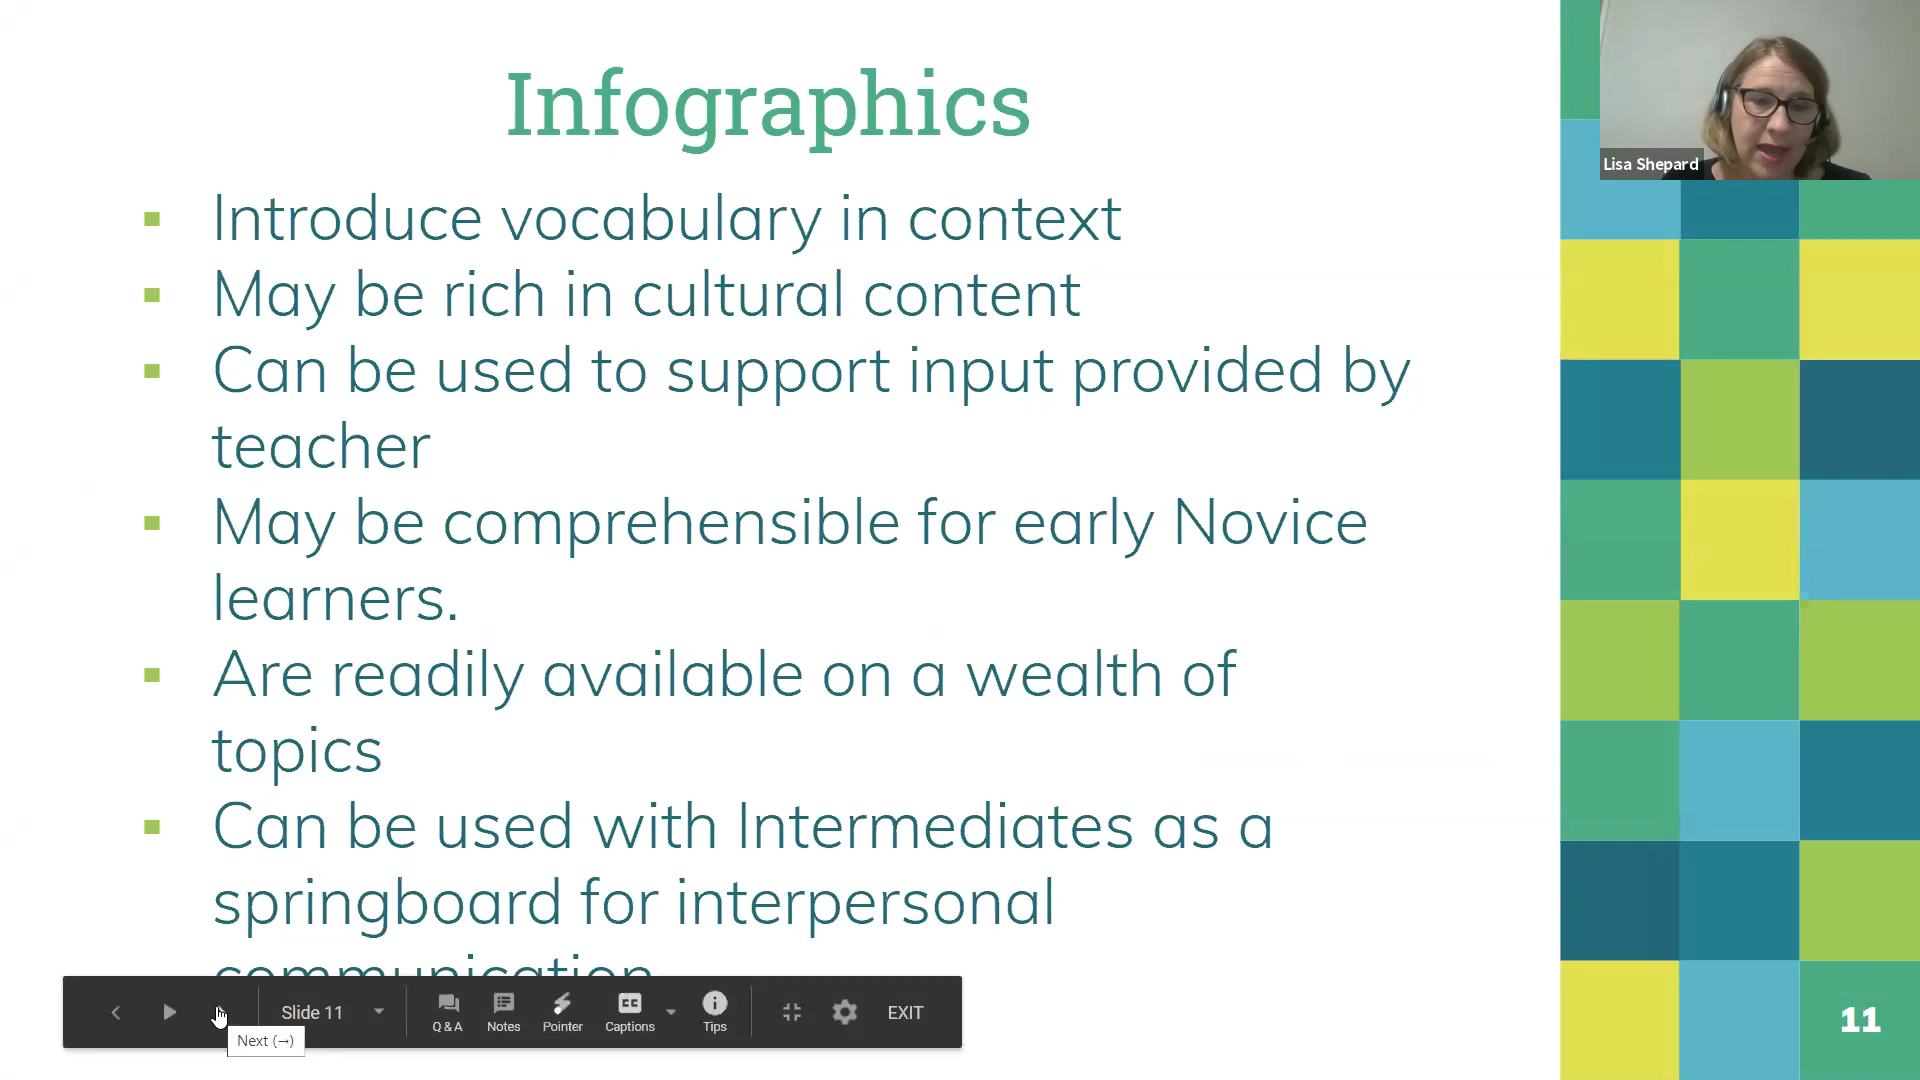 Infographics
Lisa Shepard
Introduce vocabulary in context
May be rich in cultural content
Can be used to support input provided by
teacher
May be comprehensible for early Novice
learners.
Are readily available on a wealth of
topics
Can be used with Intermediates as a
springboard for interpersonal
communication
Slide 11
Q & A
Notes
Pointer
CC
Captions
Tips
EXIT
Next (→)
11